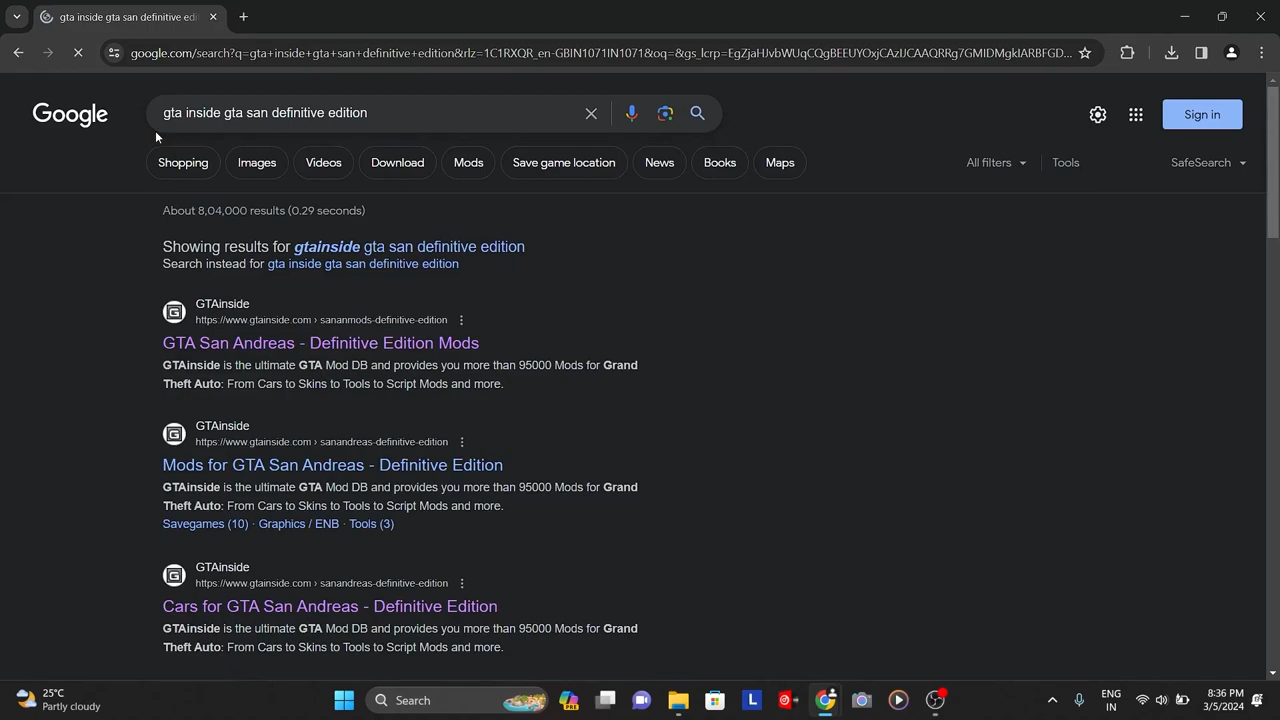 gta inside gta san definitive edi
google.com/search?q=gta+inside+gta+san+definitive+edition&rlz=1C1RXQR_en-GBIN1071IN1071&oq=&gs_lcrp=EgZjaHJvbWUqCQgBEEUYOxjCAzIJCAAQRRg7GMIDMgkIARBFGD...
Google
gta inside gta san definitive edition
Sign in
Shopping
Images
Videos
Download
Mods
Save game location
News
Books
Maps
All filters
Tools
SafeSearch
About 8,04,000 results (0.29 seconds)
Showing results for gtainside gta san definitive edition
Search instead for gta inside gta san definitive edition
GTAinside
https://www.gtainside.com › sananmods-definitive-edition
GTA San Andreas - Definitive Edition Mods
GTAinside is the ultimate GTA Mod DB and provides you more than 95000 Mods for Grand
Theft Auto: From Cars to Skins to Tools to Script Mods and more.
GTAinside
https://www.gtainside.com › sanandreas-definitive-edition
Mods for GTA San Andreas - Definitive Edition
GTAinside is the ultimate GTA Mod DB and provides you more than 95000 Mods for Grand
Theft Auto: From Cars to Skins to Tools to Script Mods and more.
Savegames (10) · Graphics / ENB · Tools (3)
GTAinside
https://www.gtainside.com › sanandreas-definitive-edition
Cars for GTA San Andreas - Definitive Edition
GTAinside is the ultimate GTA Mod DB and provides you more than 95000 Mods for Grand
Theft Auto: From Cars to Skins to Tools to Script Mods and more.
25°C
Partly cloudy
Search
PRE
L
ENG
IN
8:36 PM
3/5/2024